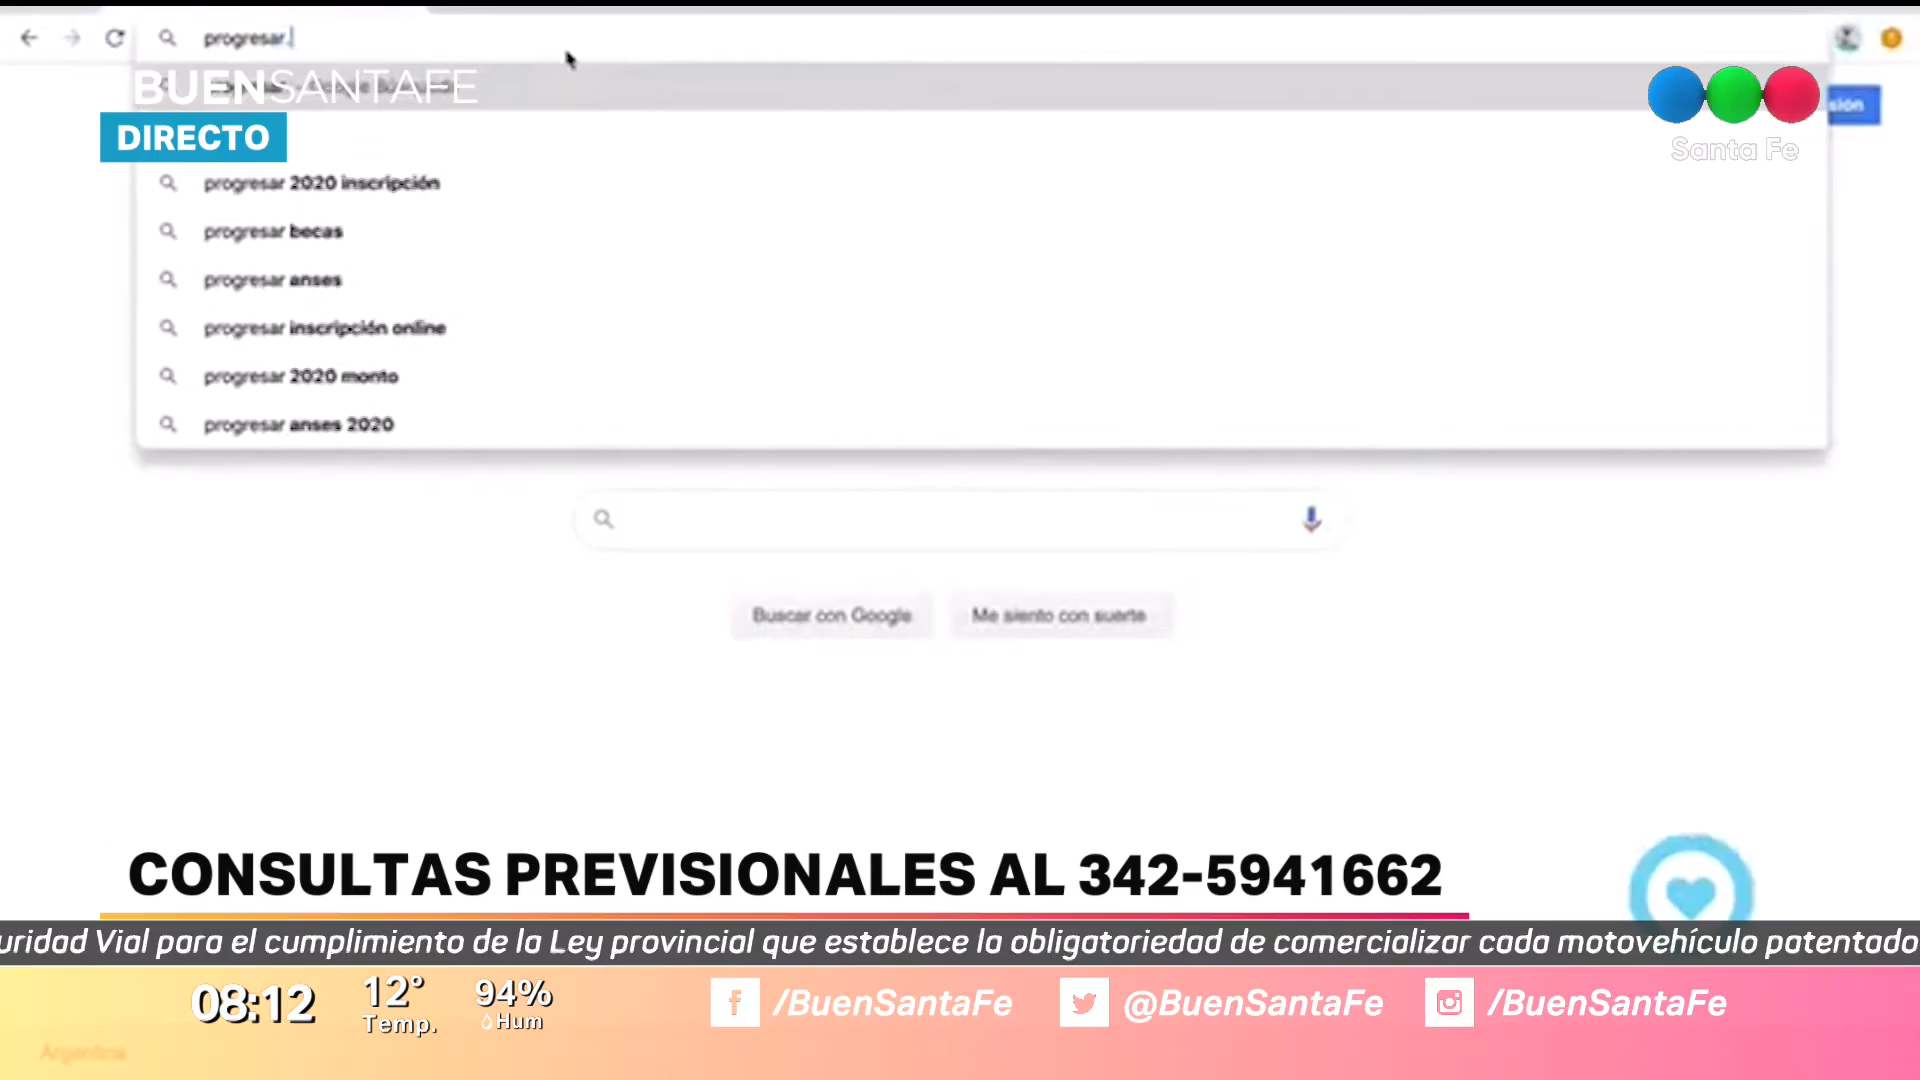 progresar.
BUENSANTAFE
DIRECTO
sión
Santa Fe
progresar 2020 inscripción
progresar becas
progresar anses
progresar inscripción online
progresar 2020 monto
progresar anses 2020
Buscar con Google
Me siento con suerte
CONSULTAS PREVISIONALES AL 342-5941662
uridad Vial para el cumplimiento de la Ley provincial que establece la obligatoriedad de comercializar cada motovehículo patentado
08:12
12°
Temp.
94%
Hum
/BuenSantaFe
@BuenSantaFe
/BuenSantaFe
Argentina